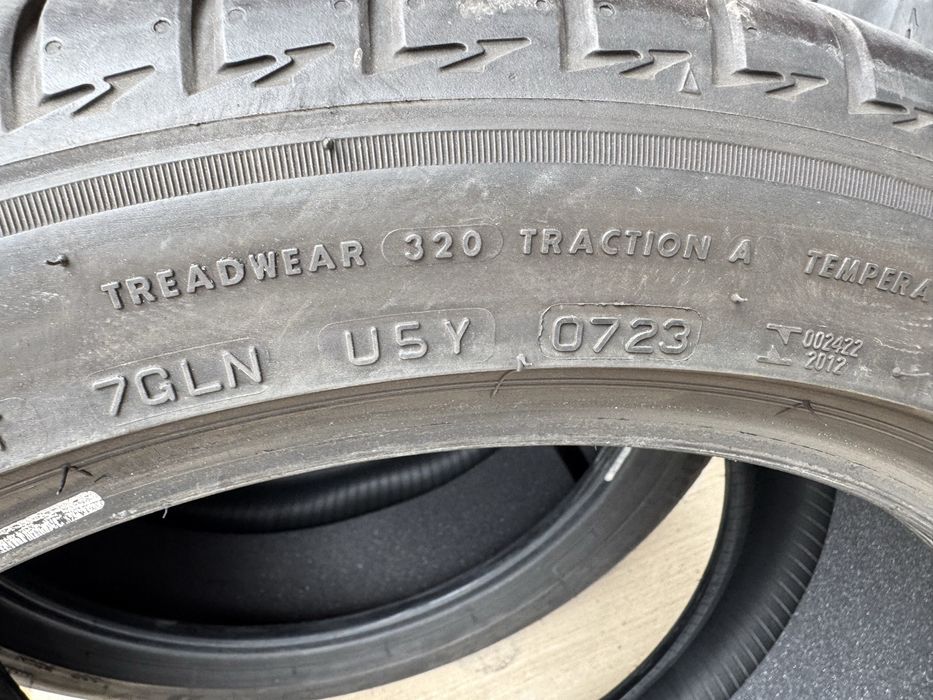 TREADWEAR 320 TRACTION A TEMPERA
7GLN U5Y 0723
002422
2012